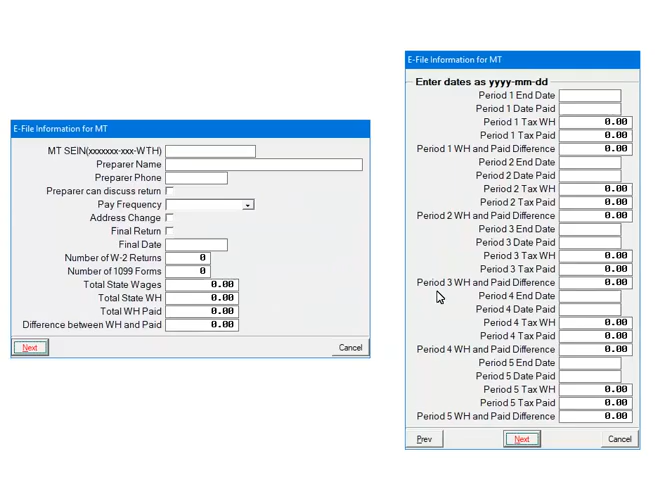 E-File Information for MT
MT SEIN(xxxxxxx-xxx-WTH)
Preparer Name
Preparer Phone
Preparer can discuss return
Pay Frequency
Address Change
Final Return
Final Date
Number of W-2 Returns 0
Number of 1099 Forms 0
Total State Wages 0.00
Total State WH 0.00
Total WH Paid 0.00
Difference between WH and Paid 0.00
Next Cancel
E-File Information for MT
Enter dates as yyyy-mm-dd
Period 1 End Date
Period 1 Date Paid
Period 1 Tax WH 0.00
Period 1 Tax Paid 0.00
Period 1 WH and Paid Difference 0.00
Period 2 End Date
Period 2 Date Paid
Period 2 Tax WH 0.00
Period 2 Tax Paid 0.00
Period 2 WH and Paid Difference 0.00
Period 3 End Date
Period 3 Date Paid
Period 3 Tax WH 0.00
Period 3 Tax Paid 0.00
Period 3 WH and Paid Difference 0.00
Period 4 End Date
Period 4 Date Paid
Period 4 Tax WH 0.00
Period 4 Tax Paid 0.00
Period 4 WH and Paid Difference 0.00
Period 5 End Date
Period 5 Date Paid
Period 5 Tax WH 0.00
Period 5 Tax Paid 0.00
Period 5 WH and Paid Difference 0.00
Prev Next Cancel